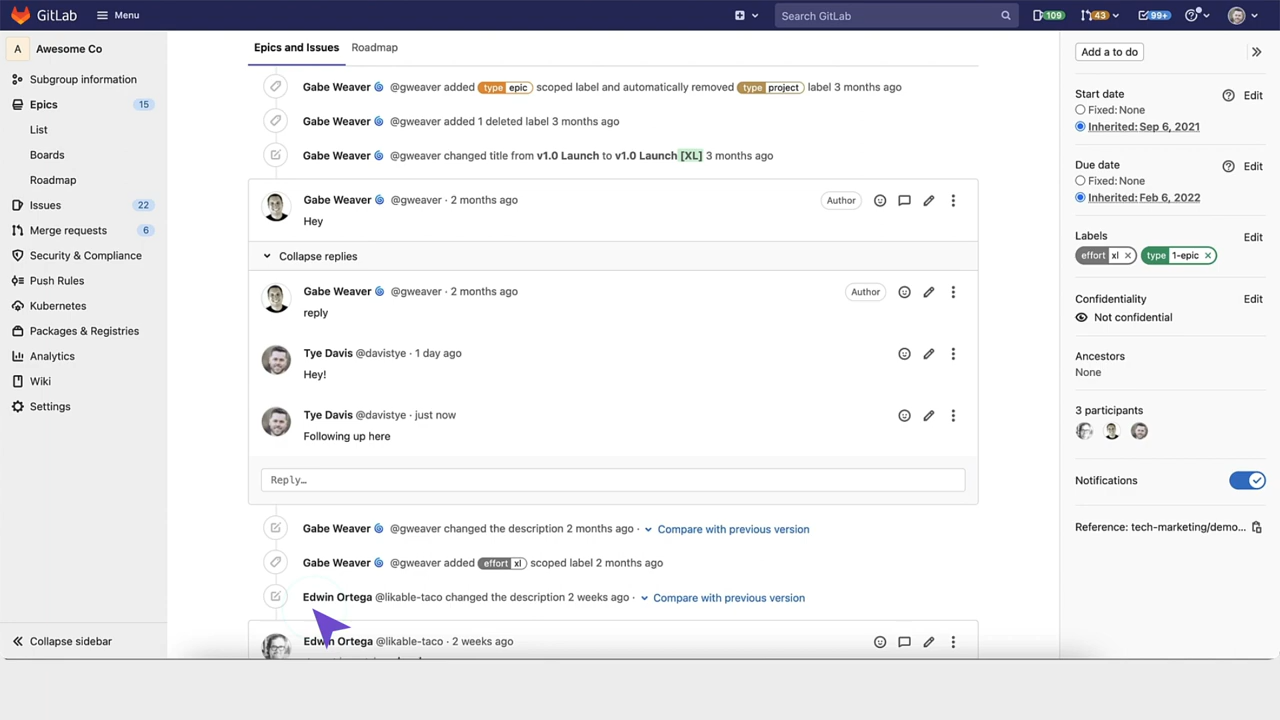 GitLab
Menu
Search GitLab
109
43
99+
A Awesome Co
Subgroup information
Epics 15
List
Boards
Roadmap
Issues 22
Merge requests 6
Security & Compliance
Push Rules
Kubernetes
Packages & Registries
Analytics
Wiki
Settings
Collapse sidebar
Epics and Issues Roadmap
Gabe Weaver @gweaver added type epic scoped label and automatically removed type project label 3 months ago
Gabe Weaver @gweaver added 1 deleted label 3 months ago
Gabe Weaver @gweaver changed title from v1.0 Launch to v1.0 Launch [XL] 3 months ago
Gabe Weaver @gweaver · 2 months ago Author
Hey
Collapse replies
Gabe Weaver @gweaver · 2 months ago Author
reply
Tye Davis @davistye · 1 day ago
Hey!
Tye Davis @davistye · just now
Following up here
Reply…
Gabe Weaver @gweaver changed the description 2 months ago · Compare with previous version
Gabe Weaver @gweaver added effort xl scoped label 2 months ago
Edwin Ortega @likable-taco changed the description 2 weeks ago · Compare with previous version
Edwin Ortega @likable-taco · 2 weeks ago
Add a to do
Start date Edit
Fixed: None
Inherited: Sep 6, 2021
Due date Edit
Fixed: None
Inherited: Feb 6, 2022
Labels Edit
effort xl × type 1-epic ×
Confidentiality Edit
Not confidential
Ancestors
None
3 participants
Notifications
Reference: tech-marketing/demo...